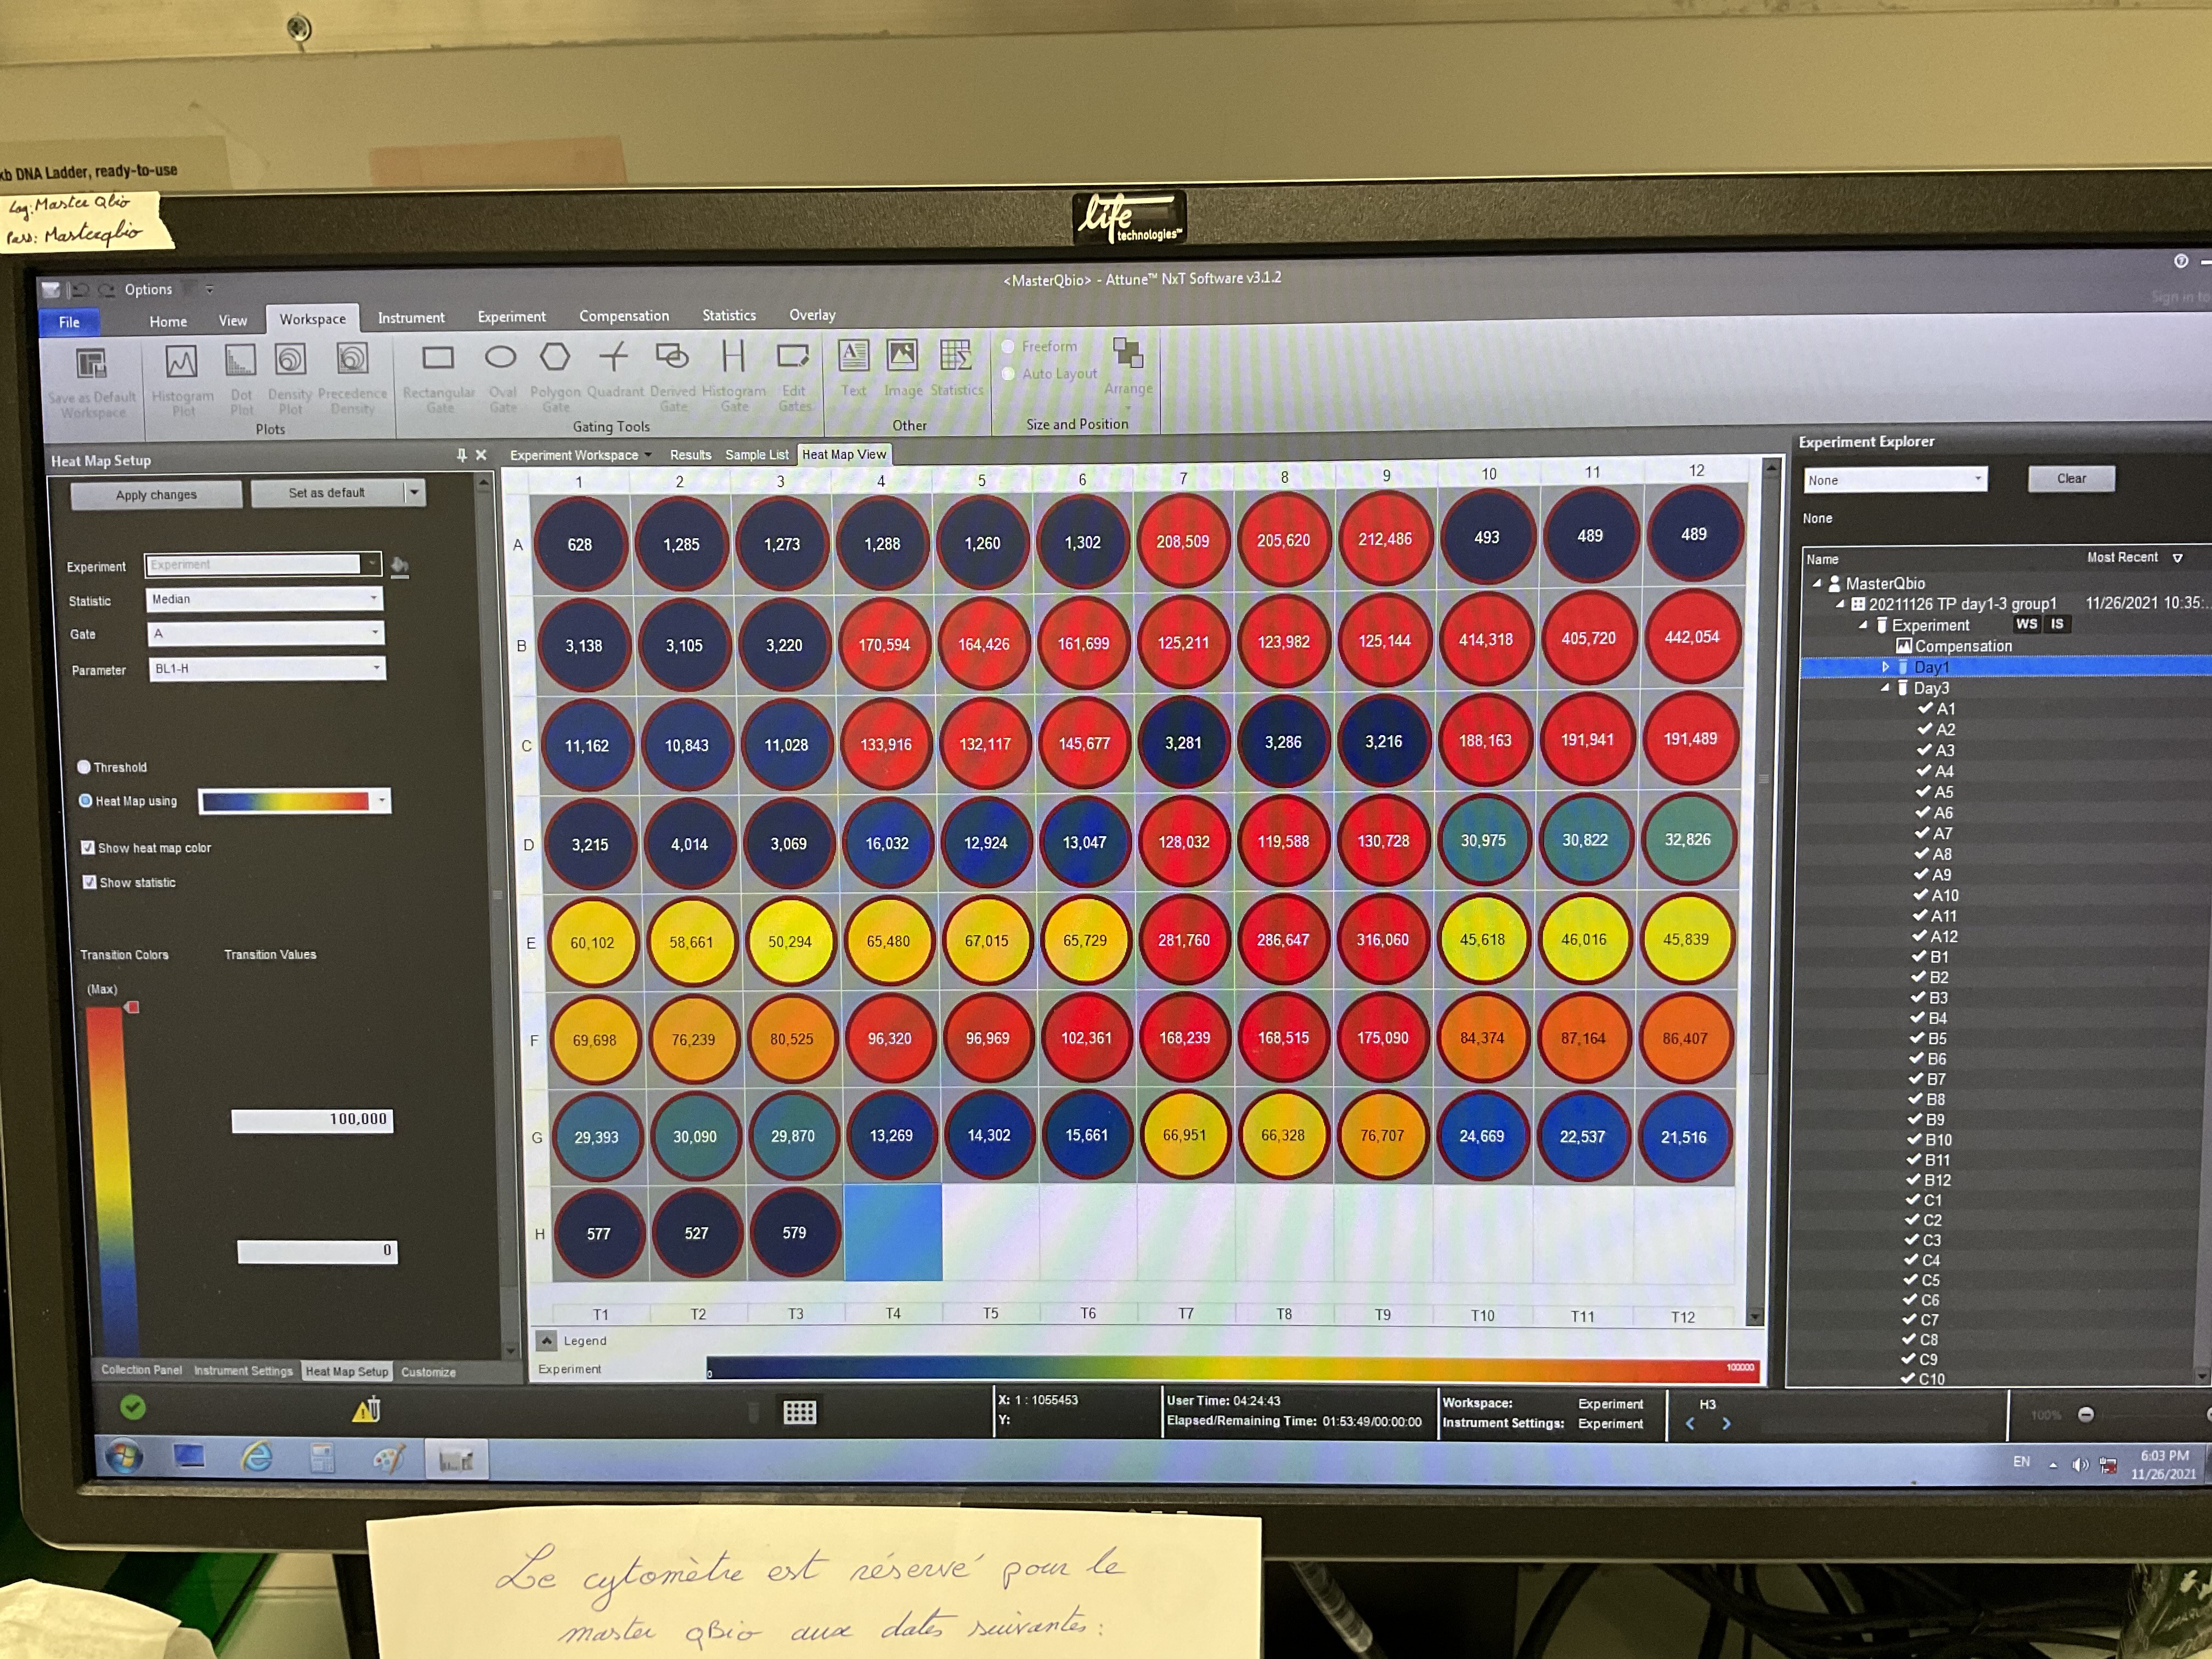 kb DNA Ladder, ready-to-use
Log: Master Qbio
Pass: Masterqbio
life
technologies™
Options
<MasterQbio> - Attune™ NxT Software v3.1.2
Sign in to
File Home View Workspace Instrument Experiment Compensation Statistics Overlay
Save as Default Workspace
Histogram Plot
Dot Plot
Density Plot
Precedence Density
Plots
Rectangular Gate
Oval Gate
Polygon Gate
Quadrant
Derived Gate
Histogram Gate
Edit Gates
Gating Tools
Text Image Statistics
Other
Freeform
Auto Layout
Arrange
Size and Position
Heat Map Setup
Apply changes Set as default
Experiment Experiment
Statistic Median
Gate A
Parameter BL1-H
Threshold
Heat Map using
Show heat map color
Show statistic
Transition Colors Transition Values
(Max)
100,000
0
Collection Panel Instrument Settings Heat Map Setup Customize
Experiment Workspace Results Sample List Heat Map View
1 2 3 4 5 6 7 8 9 10 11 12
A 628 1,285 1,273 1,288 1,260 1,302 208,509 205,620 212,486 493 489 489
B 3,138 3,105 3,220 170,594 164,426 161,699 125,211 123,982 125,144 414,318 405,720 442,054
C 11,162 10,843 11,028 133,916 132,117 145,677 3,281 3,286 3,216 188,163 191,941 191,489
D 3,215 4,014 3,069 16,032 12,924 13,047 128,032 119,588 130,728 30,975 30,822 32,826
E 60,102 58,661 50,294 65,480 67,015 65,729 281,760 286,647 316,060 45,618 46,016 45,839
F 69,698 76,239 80,525 96,320 96,969 102,361 168,239 168,515 175,090 84,374 87,164 86,407
G 29,393 30,090 29,870 13,269 14,302 15,661 66,951 66,328 76,707 24,669 22,537 21,516
H 577 527 579
T1 T2 T3 T4 T5 T6 T7 T8 T9 T10 T11 T12
Legend
Experiment 0 100000
Experiment Explorer
None Clear
None
Name Most Recent
MasterQbio
20211126 TP day1-3 group1 11/26/2021 10:35:..
Experiment WS IS
Compensation
Day1
Day3
A1
A2
A3
A4
A5
A6
A7
A8
A9
A10
A11
A12
B1
B2
B3
B4
B5
B6
B7
B8
B9
B10
B11
B12
C1
C2
C3
C4
C5
C6
C7
C8
C9
C10
X: 1 : 1055453
Y:
User Time: 04:24:43
Elapsed/Remaining Time: 01:53:49/00:00:00
Workspace: Experiment
Instrument Settings: Experiment
H3
100%
EN
6:03 PM
11/26/2021
Le cytomètre est réservé pour le
master qBio aux dates suivantes :